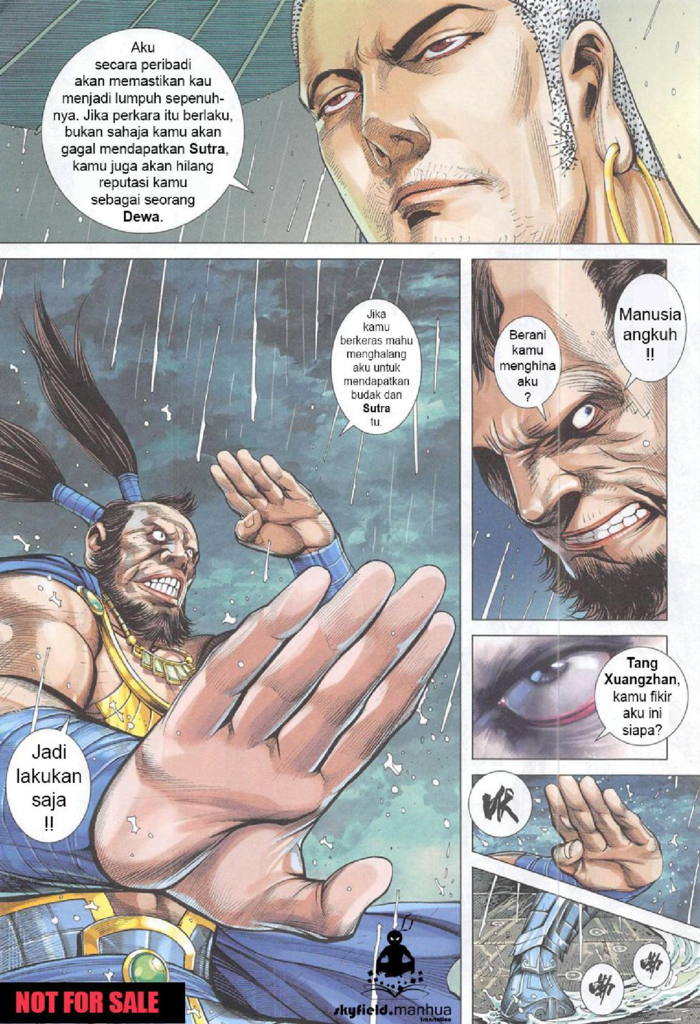 Aku
secara peribadi
akan memastikan kau
menjadi lumpuh sepenuh-
nya. Jika perkara itu berlaku,
bukan sahaja kamu akan
gagal mendapatkan Sutra,
kamu juga akan hilang
reputasi kamu
sebagai seorang
Dewa.
Jika
kamu
berkeras mahu
menghalang
aku untuk
mendapatkan
budak dan
Sutra
tu.
Manusia
angkuh
!!
Berani
kamu
menghina
aku
?
Tang
Xuangzhan,
kamu fikir
aku ini
siapa?
Jadi
lakukan
saja
!!
NOT FOR SALE
skyfield.manhua